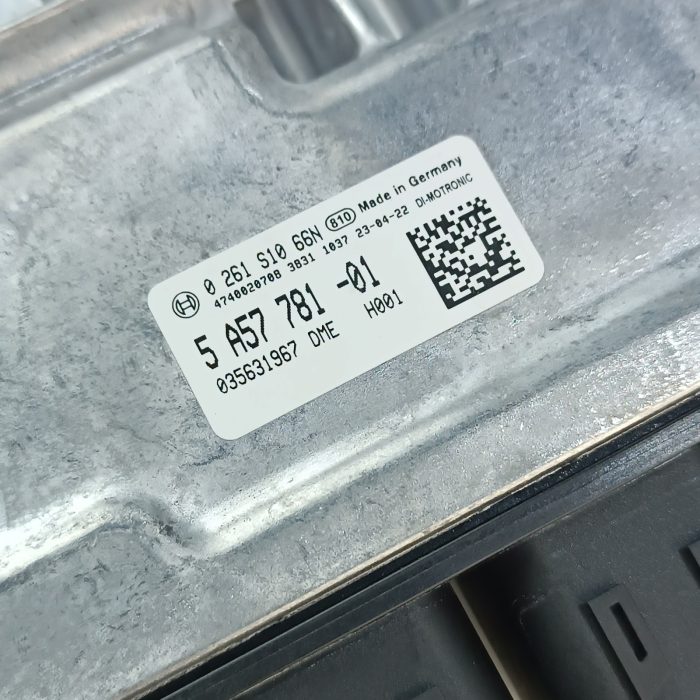 0 261 S10 66N 810 Made in Germany
4740020708 3831 1037 23-04-22 DI-MOTRONIC
5 A57 781 -01
035631967 DME H001